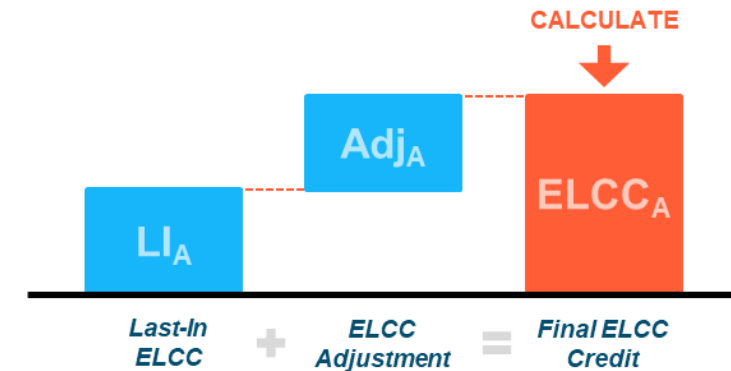 CALCULATE
Adj_A
ELCC_A
LI_A
Last-In
ELCC
+
ELCC
Adjustment
=
Final ELCC
Credit